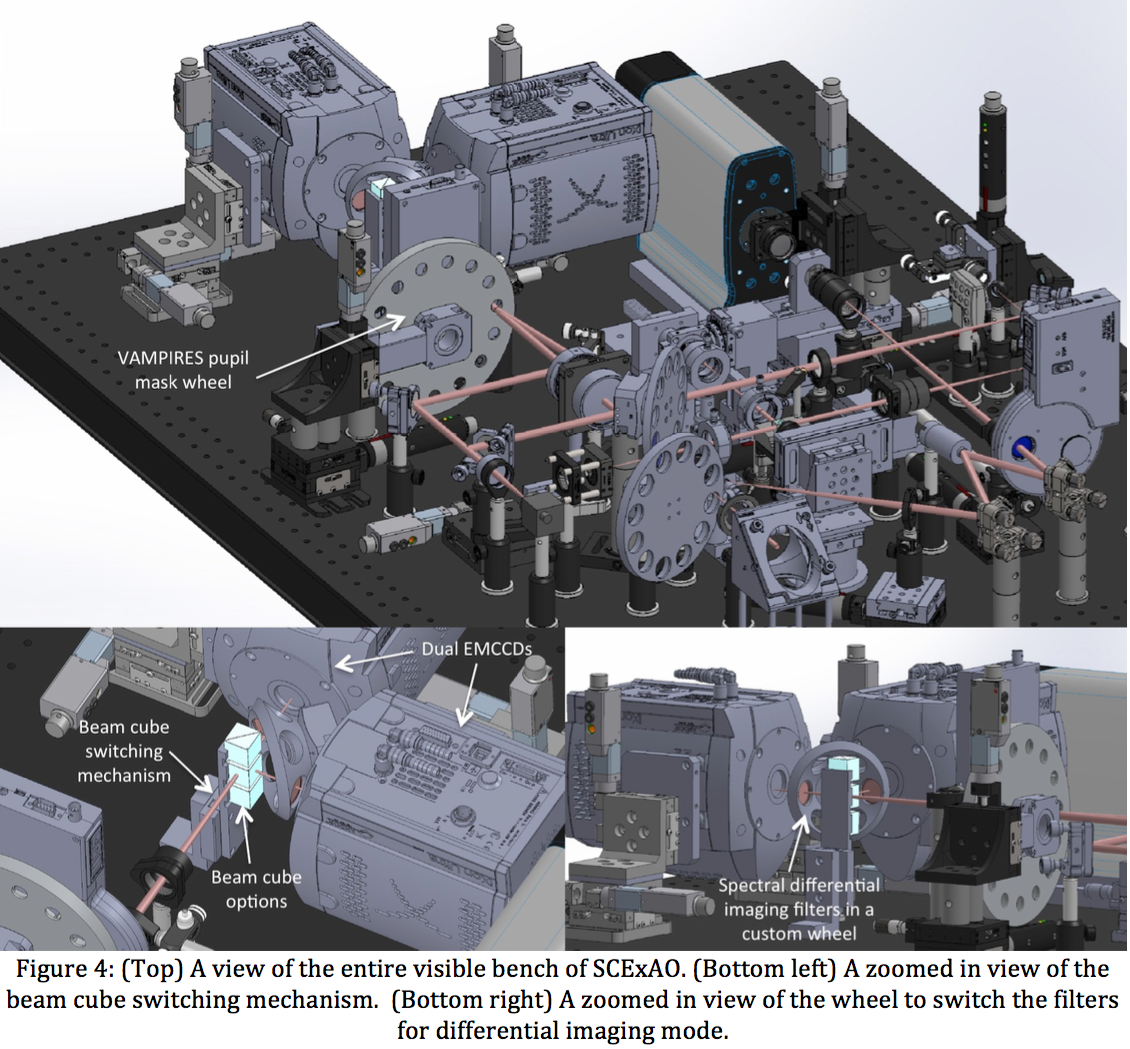 VAMPIRES pupil
mask wheel
Dual EMCCDs
Beam cube
switching
mechanism
Beam cube
options
Spectral differential
imaging filters in a
custom wheel
Figure 4: (Top) A view of the entire visible bench of SCExAO. (Bottom left) A zoomed in view of the
beam cube switching mechanism.  (Bottom right) A zoomed in view of the wheel to switch the filters
for differential imaging mode.